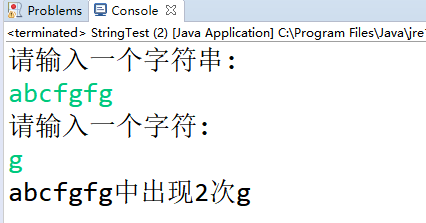 Problems Console
<terminated> StringTest (2) [Java Application] C:\Program Files\Java\jre
请输入一个字符串:
abcfgfg
请输入一个字符:
g
abcfgfg中出现2次g